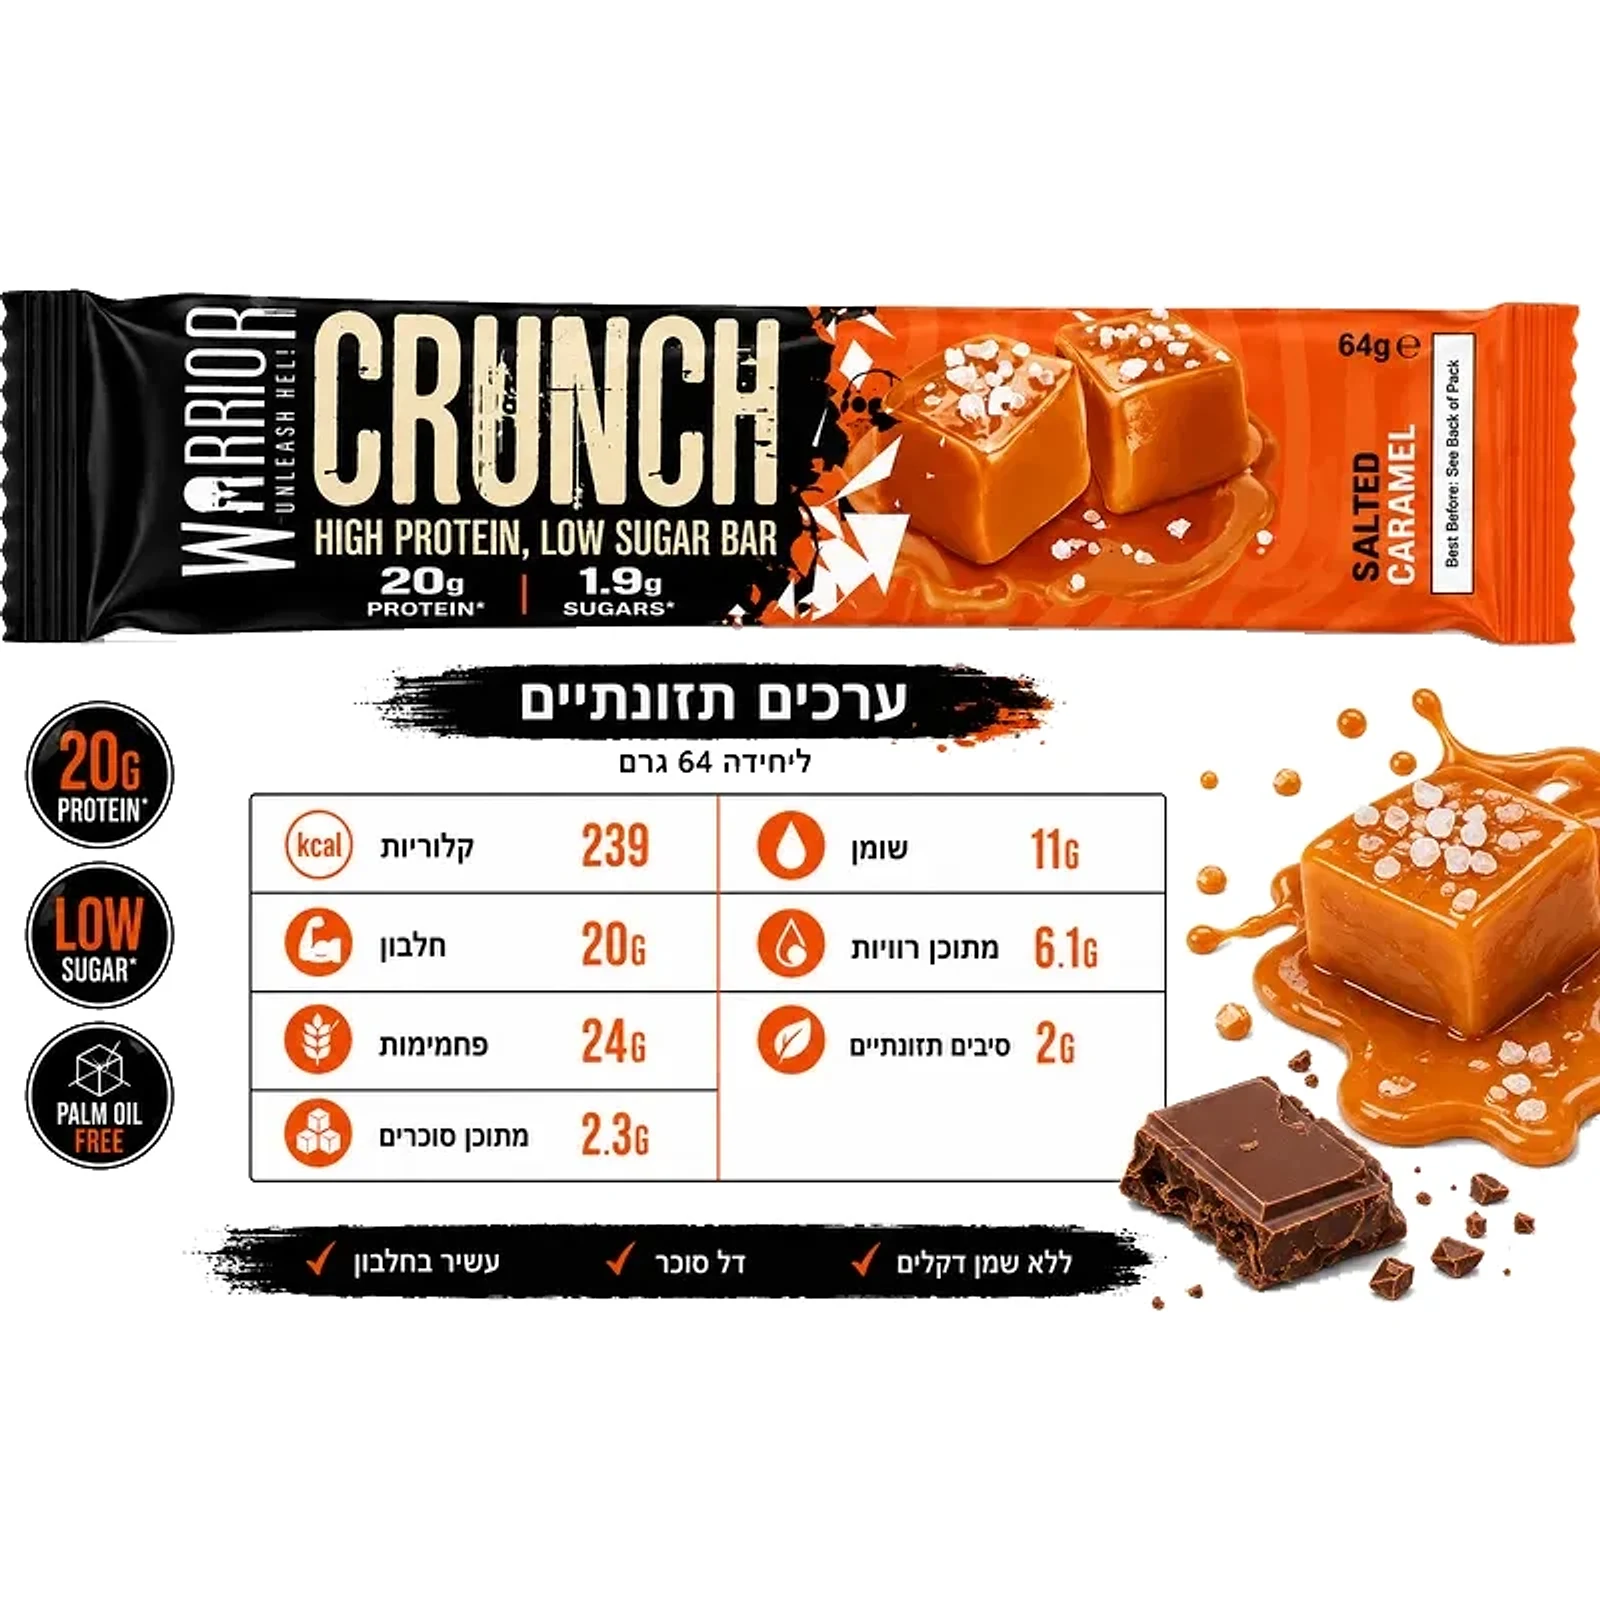 WARRIOR
UNLEASH HELL!
CRUNCH
HIGH PROTEIN, LOW SUGAR BAR
20g PROTEIN*
1.9g SUGARS*
64g ℮
SALTED
CARAMEL
Best Before: See Back of Pack
ערכים תזונתיים
ליחידה 64 גרם
20G
PROTEIN*
LOW
SUGAR*
PALM OIL
FREE
kcal קלוריות 239
חלבון 20G
פחמימות 24G
מתוכן סוכרים 2.3G
שומן 11G
מתוכן רוויות 6.1G
סיבים תזונתיים 2G
עשיר בחלבון
דל סוכר
ללא שמן דקלים